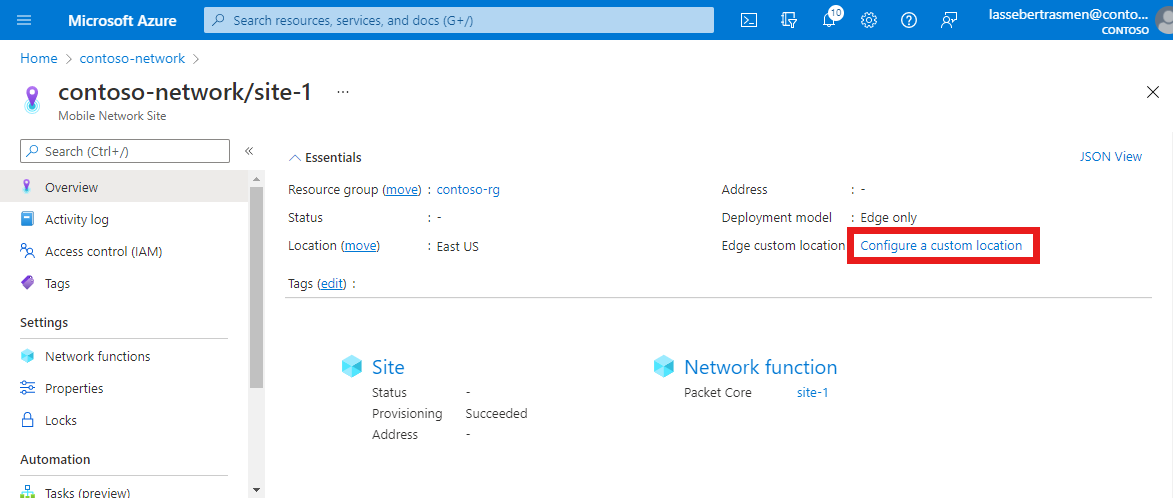 Microsoft Azure
Search resources, services, and docs (G+/)
10
lassebertrasmen@conto...
CONTOSO
Home > contoso-network >
contoso-network/site-1 ...
Mobile Network Site
Search (Ctrl+/)
«
Overview
Activity log
Access control (IAM)
Tags
Settings
Network functions
Properties
Locks
Automation
Tasks (preview)
Essentials
JSON View
Resource group (move) : contoso-rg
Status : -
Location (move) : East US
Address : -
Deployment model : Edge only
Edge custom location Configure a custom location
Tags (edit) :
Site
Status -
Provisioning Succeeded
Address -
Network function
Packet Core site-1